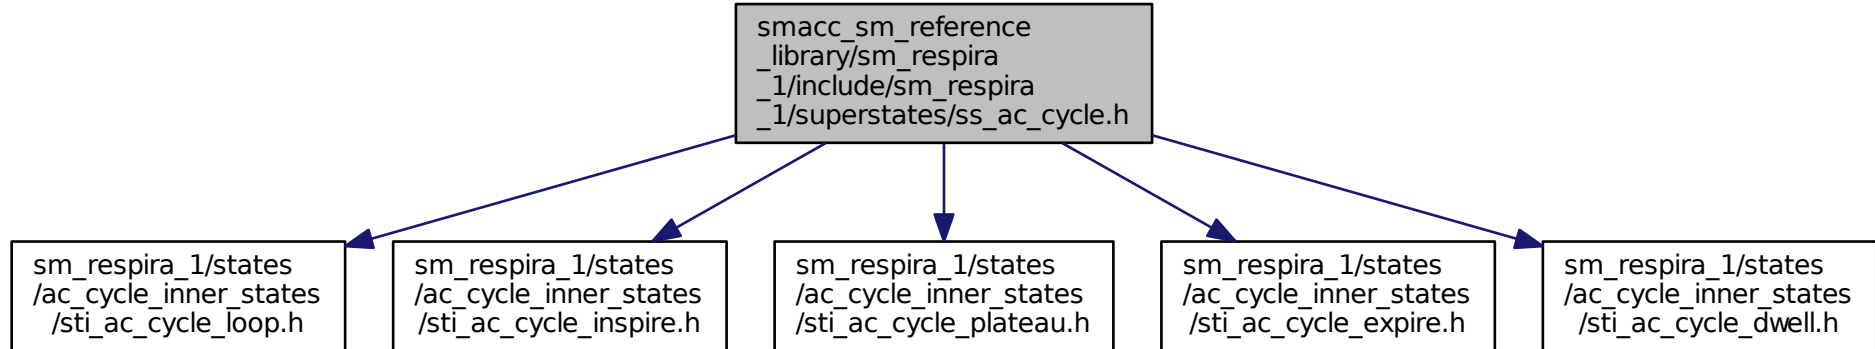 smacc_sm_reference
_library/sm_respira
_1/include/sm_respira
_1/superstates/ss_ac_cycle.h
sm_respira_1/states
/ac_cycle_inner_states
/sti_ac_cycle_loop.h
sm_respira_1/states
/ac_cycle_inner_states
/sti_ac_cycle_inspire.h
sm_respira_1/states
/ac_cycle_inner_states
/sti_ac_cycle_plateau.h
sm_respira_1/states
/ac_cycle_inner_states
/sti_ac_cycle_expire.h
sm_respira_1/states
/ac_cycle_inner_states
/sti_ac_cycle_dwell.h